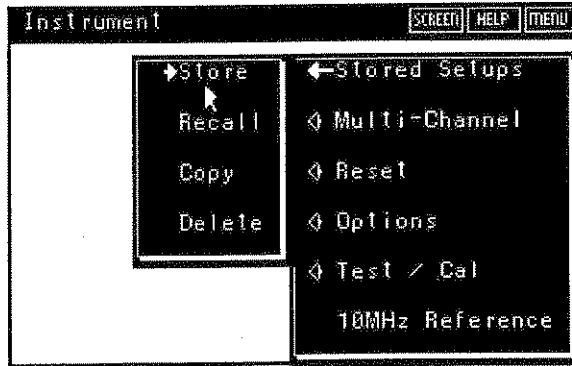 Instrument SCREEN HELP MENU
Store
Recall
Copy
Delete
Stored Setups
Multi-Channel
Reset
Options
Test / Cal
10MHz Reference